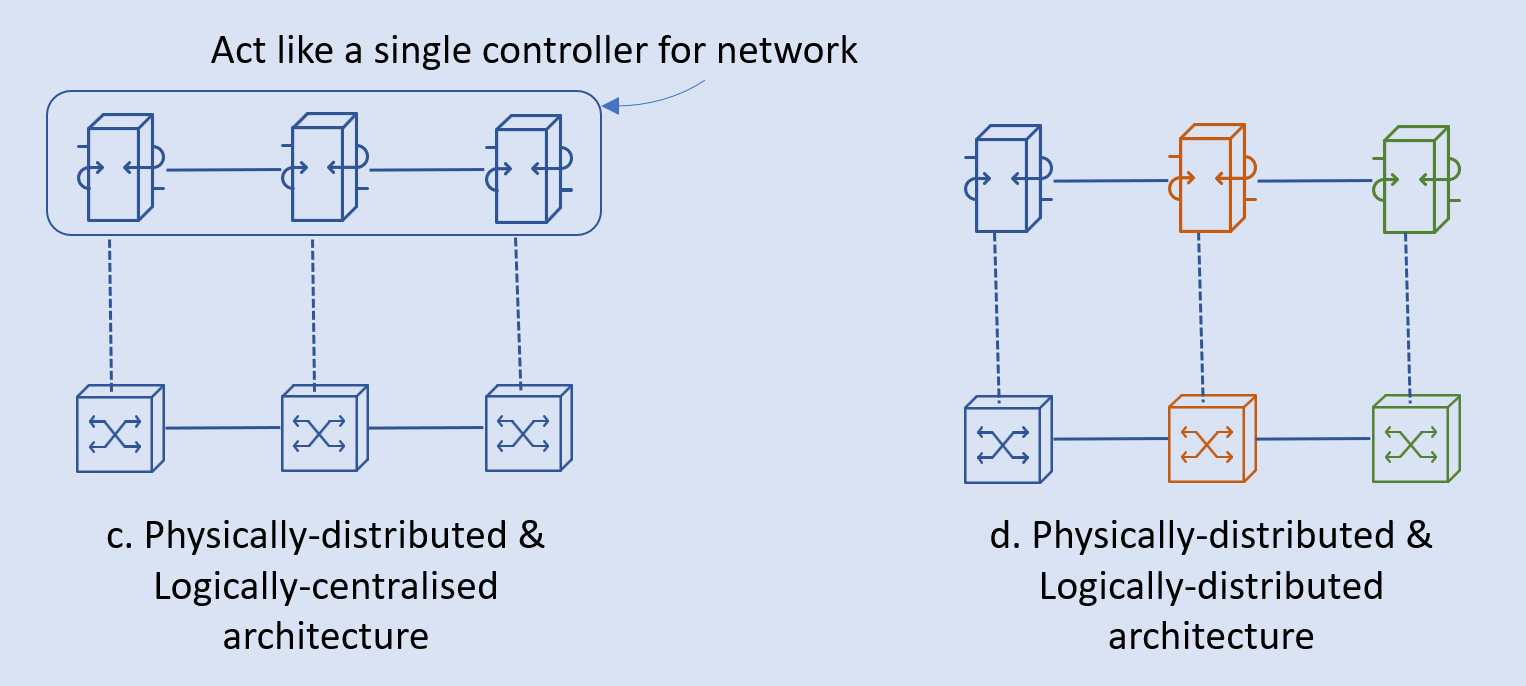 Act like a single controller for network
c. Physically-distributed &
Logically-centralised
architecture
d. Physically-distributed &
Logically-distributed
architecture